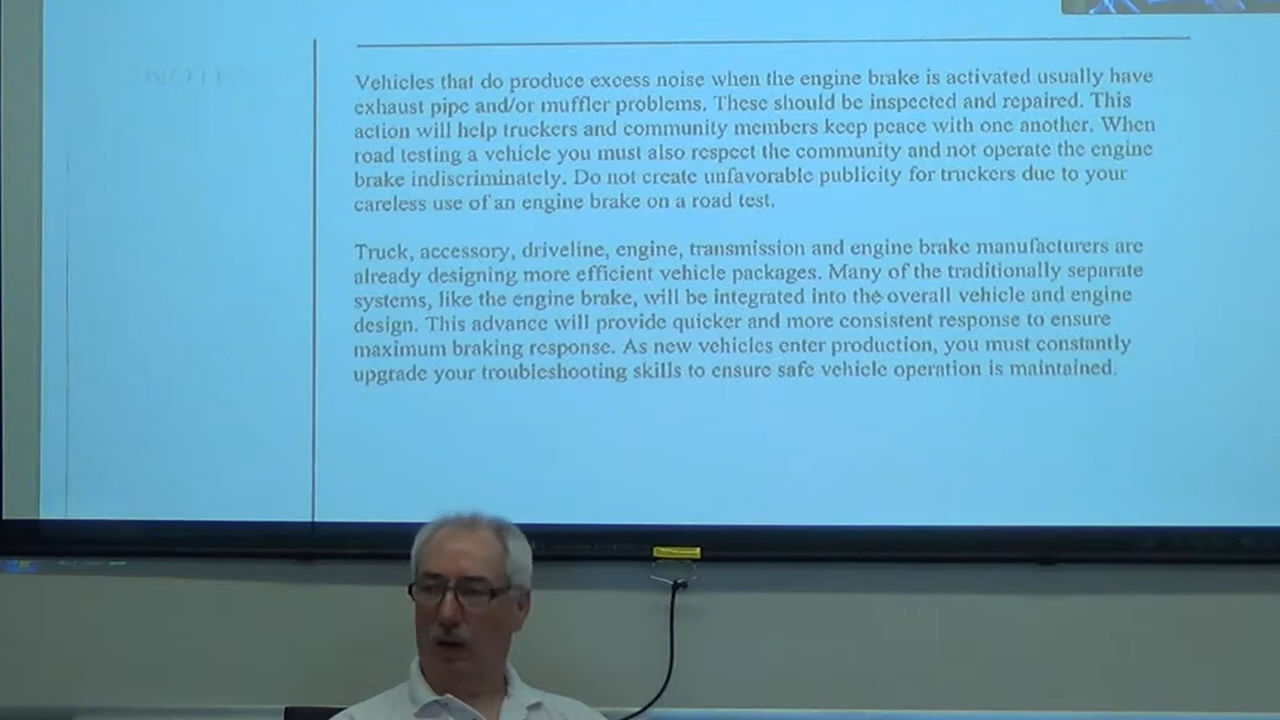 Vehicles that do produce excess noise when the engine brake is activated usually have
exhaust pipe and/or muffler problems. These should be inspected and repaired. This
action will help truckers and community members keep peace with one another. When
road testing a vehicle you must also respect the community and not operate the engine
brake indiscriminately. Do not create unfavorable publicity for truckers due to your
careless use of an engine brake on a road test.
Truck, accessory, driveline, engine, transmission and engine brake manufacturers are
already designing more efficient vehicle packages. Many of the traditionally separate
systems, like the engine brake, will be integrated into the overall vehicle and engine
design. This advance will provide quicker and more consistent response to ensure
maximum braking response. As new vehicles enter production, you must constantly
upgrade your troubleshooting skills to ensure safe vehicle operation is maintained.